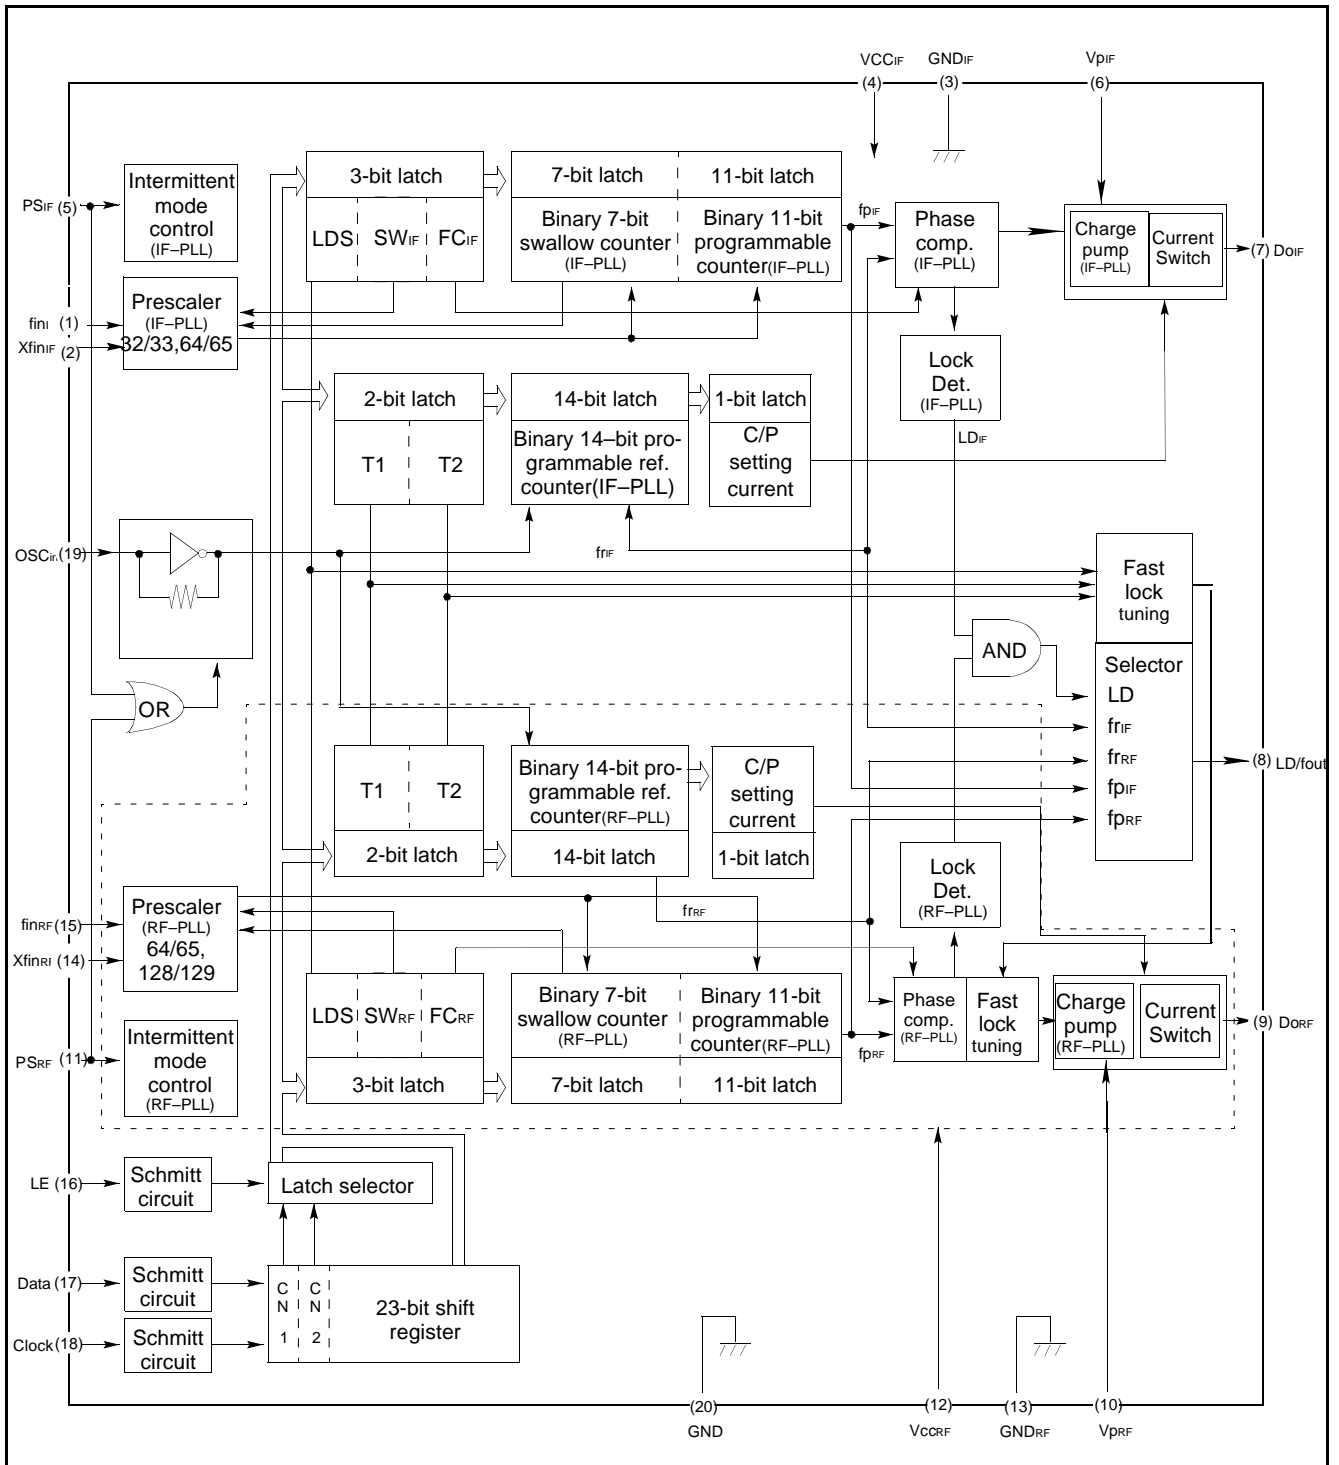 VCCIF GNDIF VpIF
(4) (3) (6)
Intermittent
mode
control
(IF–PLL)
PSIF (5)
3-bit latch
LDS SWIF FCIF
7-bit latch 11-bit latch
Binary 7-bit
swallow counter
(IF–PLL)
Binary 11-bit
programmable
counter(IF–PLL)
fpIF
Phase
comp.
(IF–PLL)
Charge
pump
(IF–PLL)
Current
Switch
(7) DoIF
Prescaler
(IF–PLL)
32/33,64/65
finI (1)
XfinIF (2)
Lock
Det.
(IF–PLL)
LDIF
2-bit latch
T1 T2
14-bit latch
Binary 14–bit pro-
grammable ref.
counter(IF–PLL)
1-bit latch
C/P
setting
current
OSCin (19)
frIF
Fast
lock
tuning
AND
OR
Selector
LD
frIF
frRF
fpIF
fpRF
(8) LD/fout
T1 T2
2-bit latch
Binary 14-bit pro-
grammable ref.
counter(RF–PLL)
14-bit latch
C/P
setting
current
1-bit latch
Lock
Det.
(RF–PLL)
frRF
Prescaler
(RF–PLL)
64/65,
128/129
finRF (15)
XfinRF (14)
LDS SWRF FCRF
3-bit latch
Binary 7-bit
swallow counter
(RF–PLL)
Binary 11-bit
programmable
counter(RF–PLL)
7-bit latch 11-bit latch
fpRF
Phase
comp.
(RF–PLL)
Fast
lock
tuning
Charge
pump
(RF–PLL)
Current
Switch
(9) DoRF
PSRF (11)
Intermittent
mode
control
(RF–PLL)
LE (16)
Schmitt
circuit
Latch selector
Data (17)
Schmitt
circuit
Clock (18)
Schmitt
circuit
C
N
1
C
N
2
23-bit shift
register
(20) (12) (13) (10)
GND VccRF GNDRF VpRF